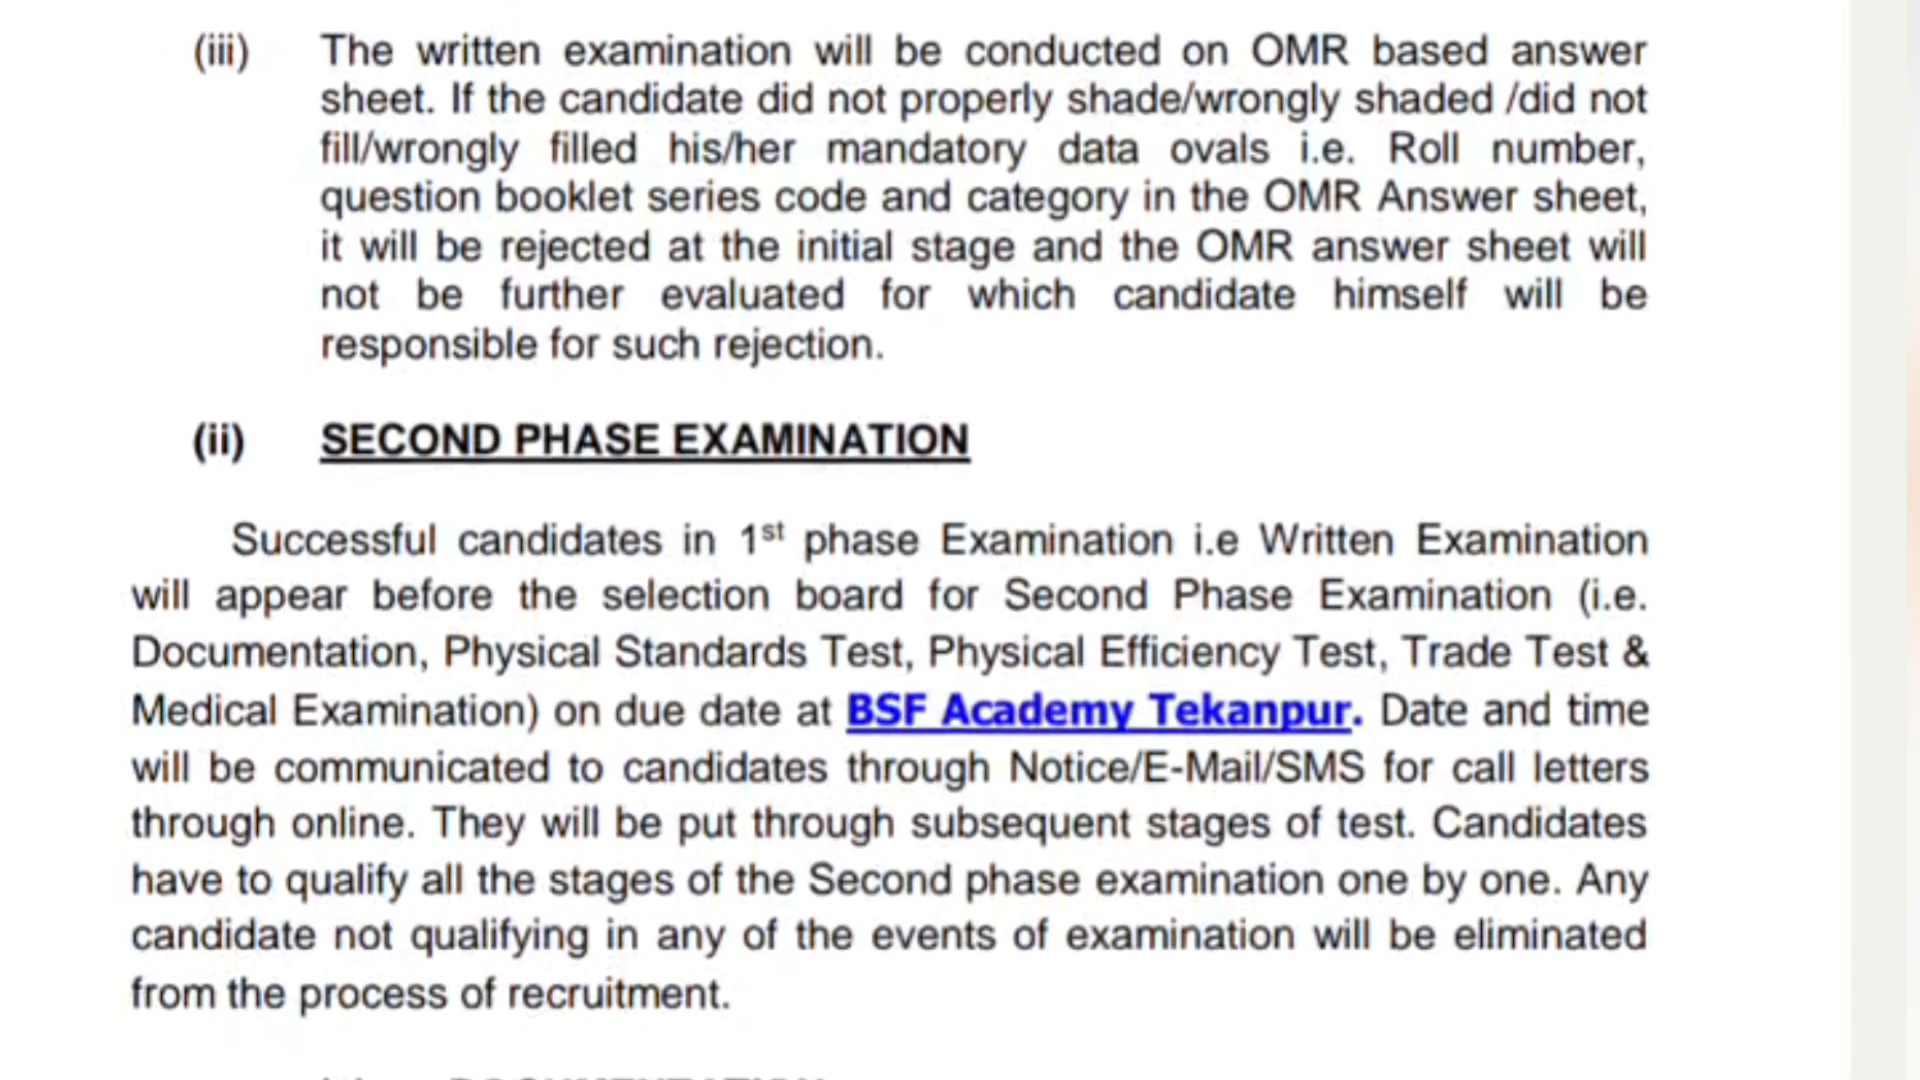 (iii) The written examination will be conducted on OMR based answer
sheet. If the candidate did not properly shade/wrongly shaded /did not
fill/wrongly filled his/her mandatory data ovals i.e. Roll number,
question booklet series code and category in the OMR Answer sheet,
it will be rejected at the initial stage and the OMR answer sheet will
not be further evaluated for which candidate himself will be
responsible for such rejection.
(ii) SECOND PHASE EXAMINATION
Successful candidates in 1st phase Examination i.e Written Examination
will appear before the selection board for Second Phase Examination (i.e.
Documentation, Physical Standards Test, Physical Efficiency Test, Trade Test &
Medical Examination) on due date at BSF Academy Tekanpur. Date and time
will be communicated to candidates through Notice/E-Mail/SMS for call letters
through online. They will be put through subsequent stages of test. Candidates
have to qualify all the stages of the Second phase examination one by one. Any
candidate not qualifying in any of the events of examination will be eliminated
from the process of recruitment.